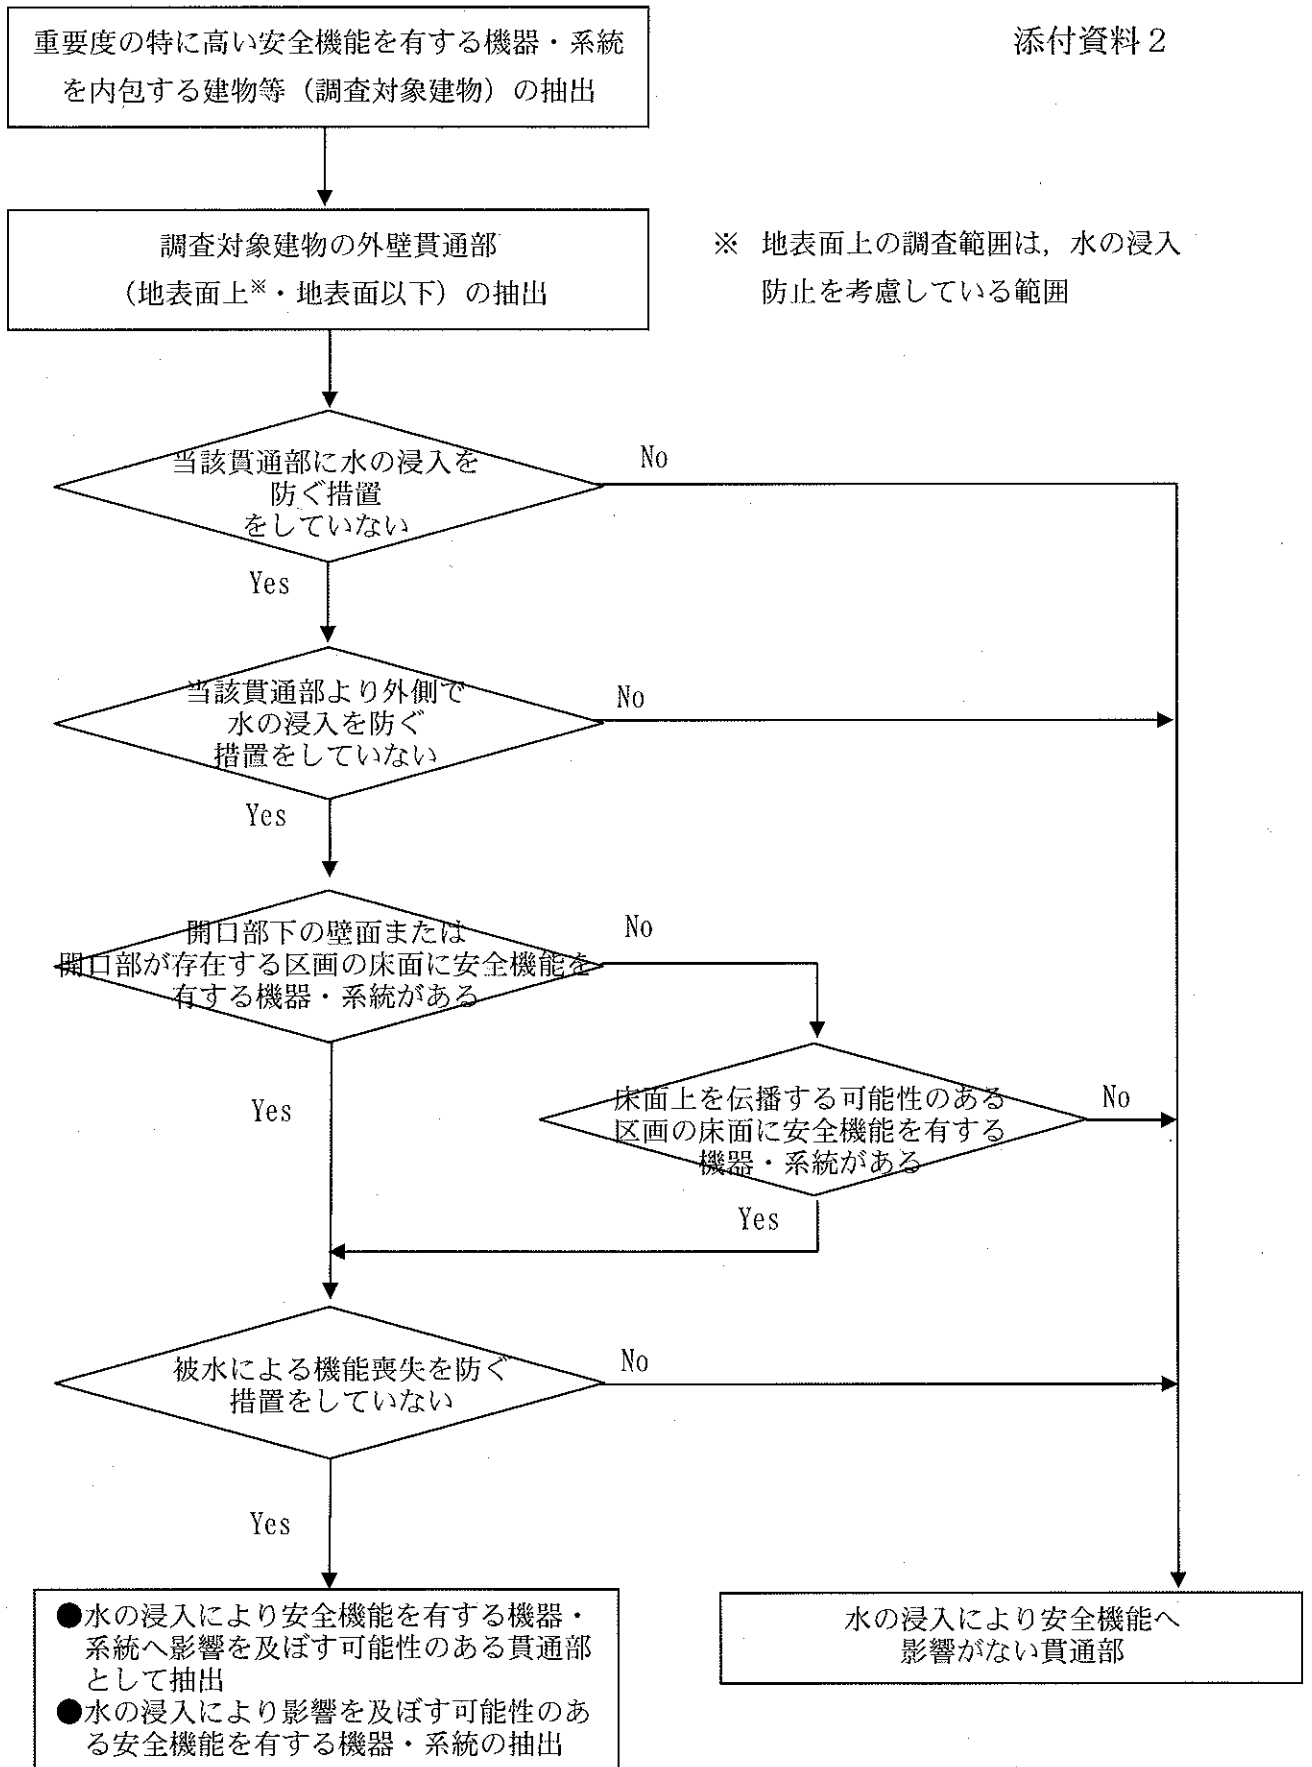 添付資料2
重要度の特に高い安全機能を有する機器・系統
を内包する建物等（調査対象建物）の抽出
調査対象建物の外壁貫通部
（地表面上※・地表面以下）の抽出
※ 地表面上の調査範囲は，水の浸入
防止を考慮している範囲
当該貫通部に水の浸入を
防ぐ措置
をしていない
No
Yes
当該貫通部より外側で
水の浸入を防ぐ
措置をしていない
No
Yes
開口部下の壁面または
開口部が存在する区画の床面に安全機能を
有する機器・系統がある
No
Yes
床面上を伝播する可能性のある
区画の床面に安全機能を有する
機器・系統がある
No
Yes
被水による機能喪失を防ぐ
措置をしていない
No
Yes
●水の浸入により安全機能を有する機器・
系統へ影響を及ぼす可能性のある貫通部
として抽出
●水の浸入により影響を及ぼす可能性のあ
る安全機能を有する機器・系統の抽出
水の浸入により安全機能へ
影響がない貫通部